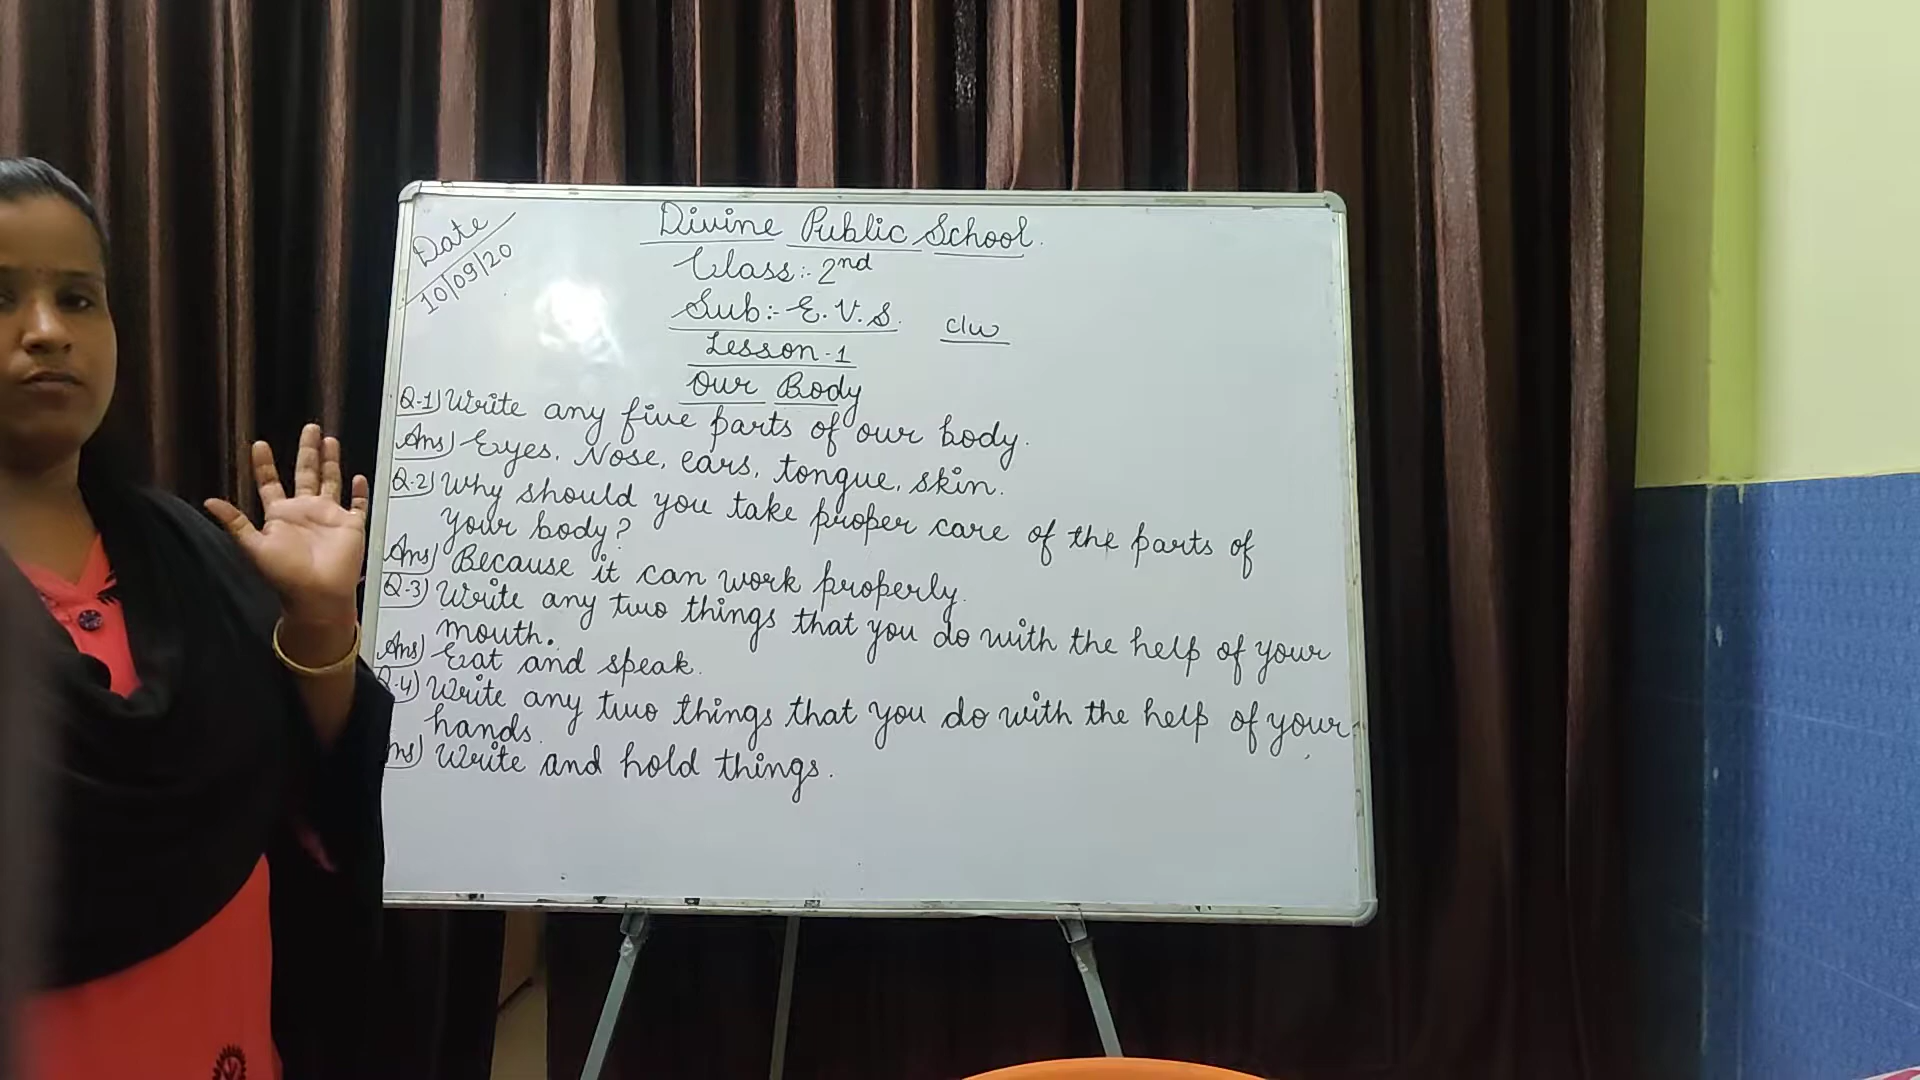 Date
10/09/20
Divine Public School.
Class:- 2nd
Sub:- E.V.S.
c/w
Lesson-1
Our Body
Q-1) Write any five parts of our body.
Ans) Eyes, Nose, ears, tongue, skin.
Q-2) Why should you take proper care of the parts of
your body?
Ans) Because it can work properly.
Q-3) Write any two things that you do with the help of your
mouth.
Ans) Eat and speak.
Q-4) Write any two things that you do with the help of your
hands.
Ans) Write and hold things.